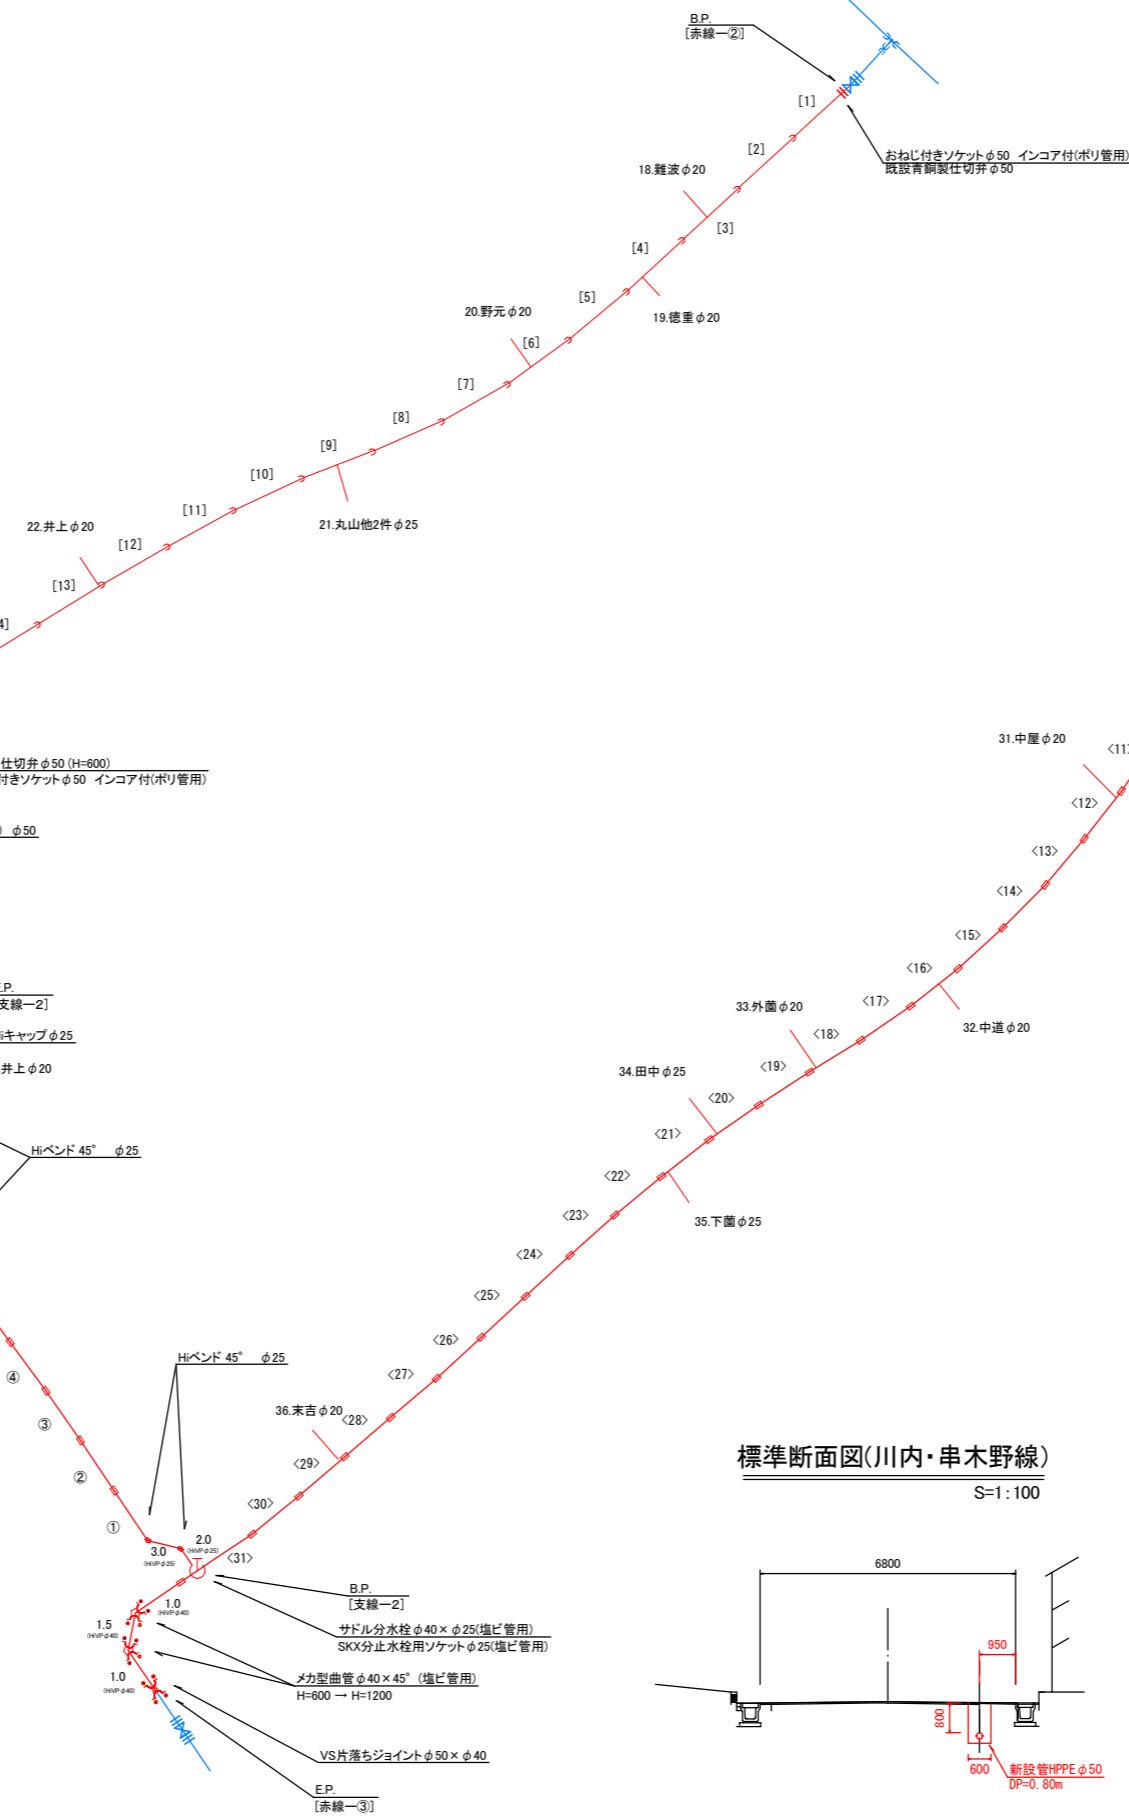 B.P.
[赤線ー②]
[1]
[2]
おねじ付きソケットφ50 インコア付(ポリ管用)
既設青銅製仕切弁φ50
18.難波φ20
[3]
[4]
[5]
19.徳重φ20
20.野元φ20
[6]
[7]
[8]
[9]
[10]
21.丸山他2件φ25
[11]
22.井上φ20
[12]
[13]
4]
仕切弁φ50(H=600)
付きソケットφ50 インコア付(ポリ管用)
) φ50
31.中屋φ20
<11>
<12>
<13>
<14>
<15>
<16>
32.中道φ20
<17>
33.外薗φ20
<18>
<19>
34.田中φ25
<20>
<21>
35.下薗φ25
<22>
<23>
<24>
<25>
<26>
<27>
36.末吉φ20
<28>
<29>
<30>
<31>
.P.
支線ー2]
iキャップφ25
井上φ20
Hiベンド 45° φ25
④
③
②
①
Hiベンド 45° φ25
3.0
(HiVPφ25)
2.0
(HiVPφ25)
B.P.
[支線ー2]
サドル分水栓φ40×φ25(塩ビ管用)
SKX分止水栓用ソケットφ25(塩ビ管用)
1.0
(HiVPφ40)
1.5
(HiVPφ40)
1.0
(HiVPφ40)
メカ型曲管φ40×45°(塩ビ管用)
H=600 → H=1200
VS片落ちジョイントφ50×φ40
E.P.
[赤線ー③]
標準断面図(川内・串木野線)
S=1:100
6800
950
800
600
新設管HPPEφ50
DP=0.80m